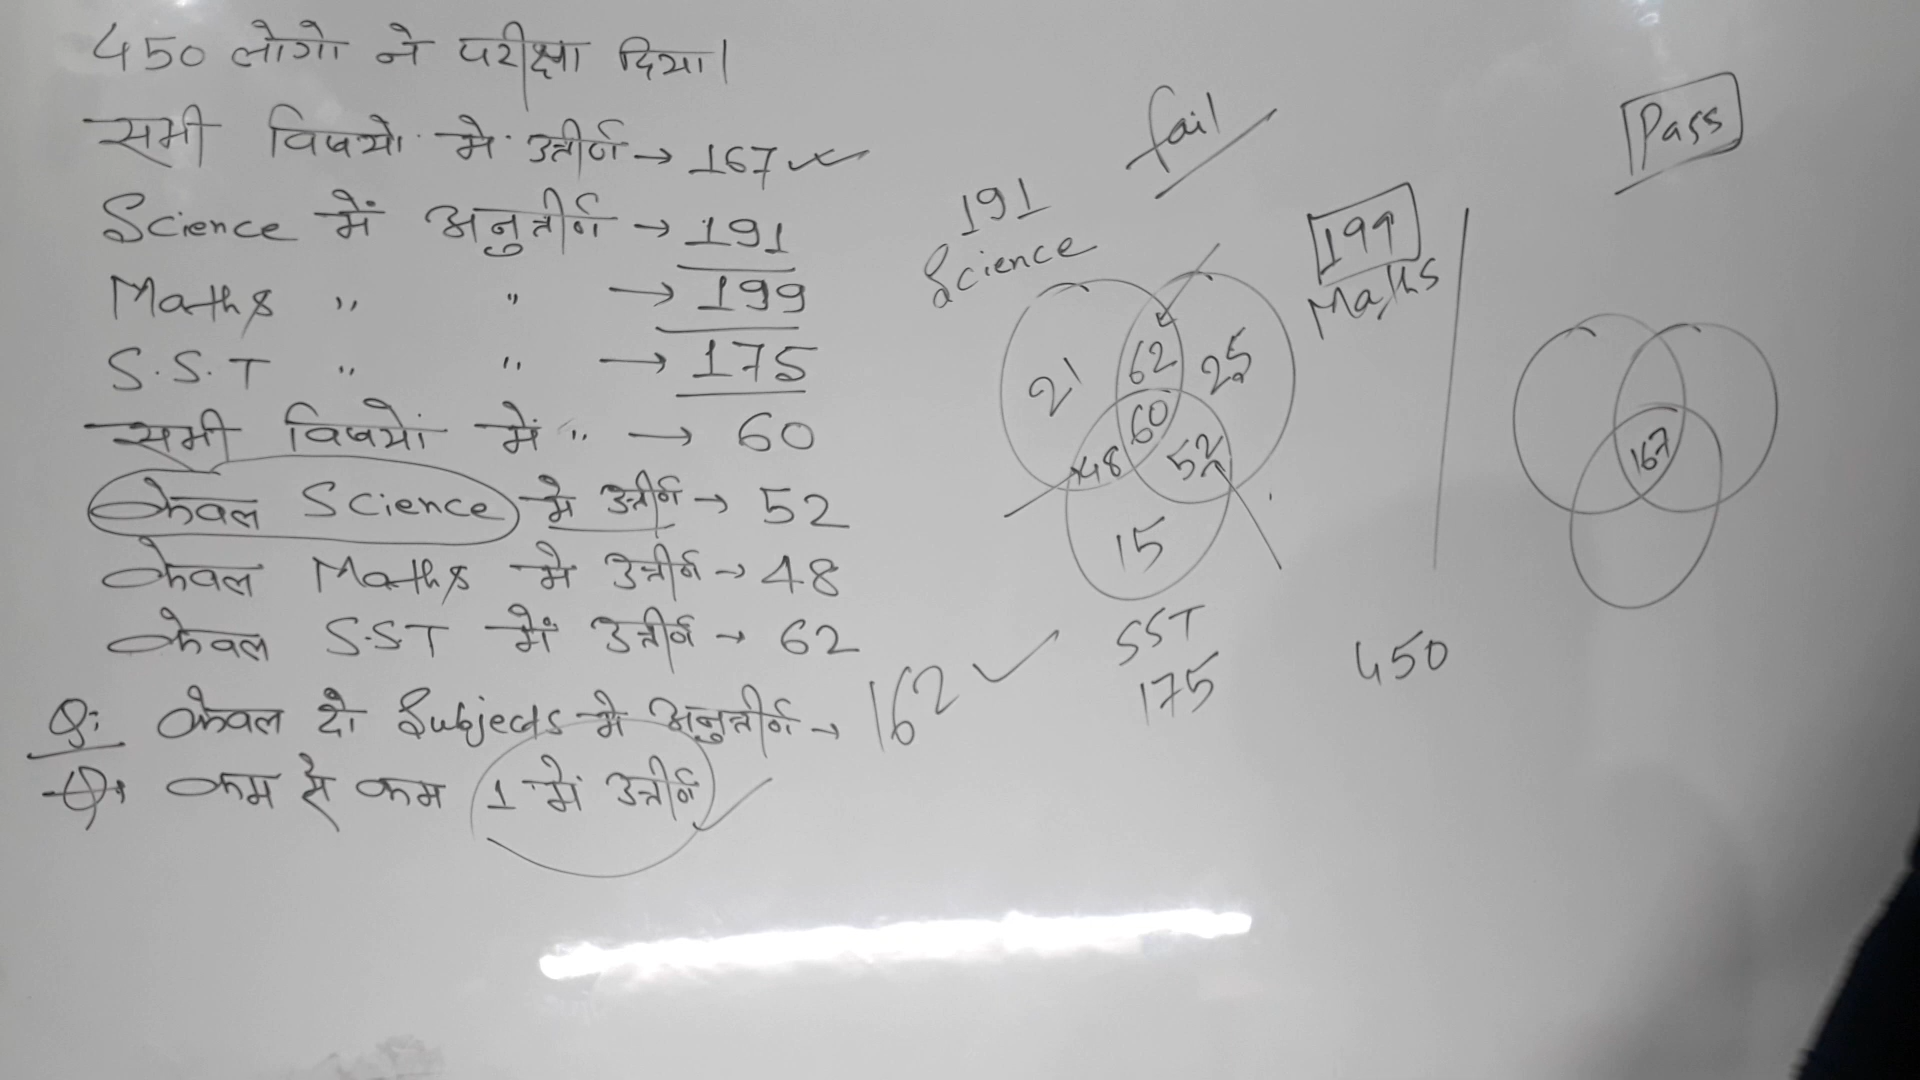 450 लोगो ने परीक्षा दिया।
सभी विषयो में उत्तीर्ण → 167 ✓
Science में अनुत्तीर्ण → 191
Maths ,, ,, → 199
S.S.T ,, ,, → 175
सभी विषयों में ,, → 60
केवल Science में उत्तीर्ण → 52
केवल Maths में उत्तीर्ण → 48
केवल S.S.T में उत्तीर्ण → 62
Q: केवल दो Subjects में अनुत्तीर्ण → 162 ✓
Q: कम से कम 1 में उत्तीर्ण ✓
fail
191
Science
199
Maths
21 62 25
60
48 52
15
SST
175
450
Pass
167